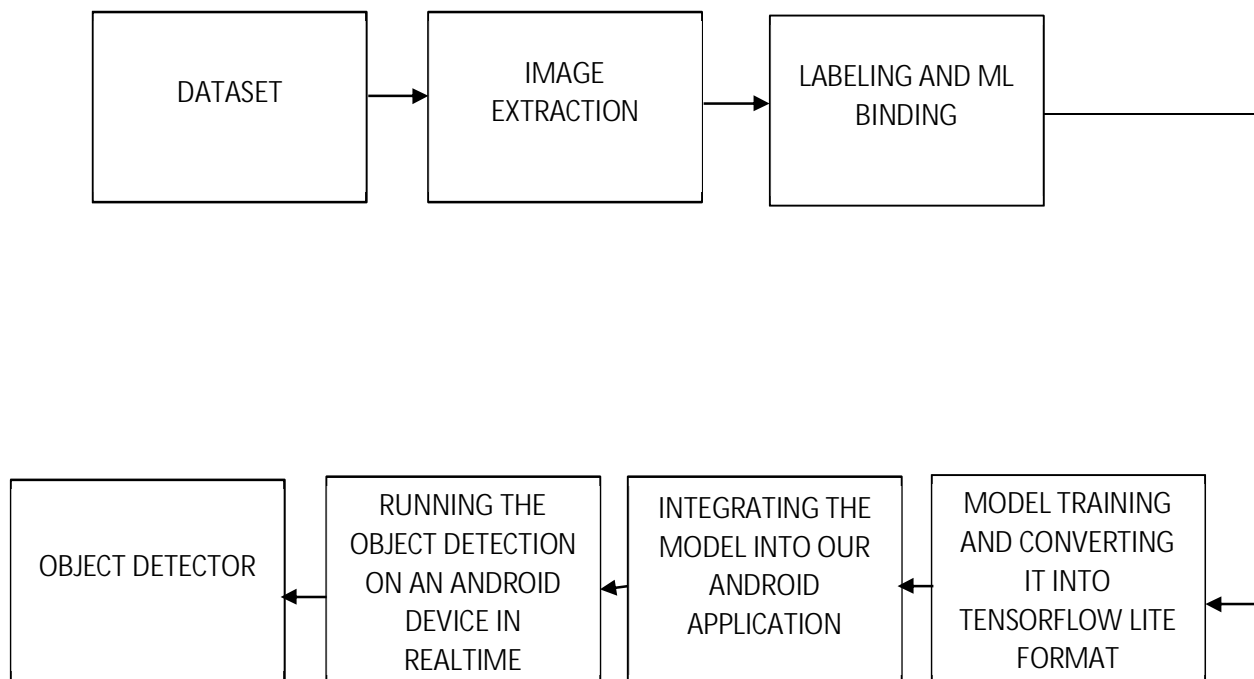 DATASET
IMAGE
EXTRACTION
LABELING AND ML
BINDING
MODEL TRAINING
AND CONVERTING
IT INTO
TENSORFLOW LITE
FORMAT
INTEGRATING THE
MODEL INTO OUR
ANDROID
APPLICATION
RUNNING THE
OBJECT DETECTION
ON AN ANDROID
DEVICE IN
REALTIME
OBJECT DETECTOR